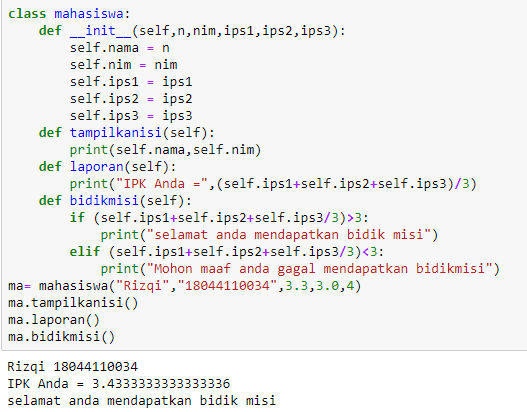 class mahasiswa:
    def __init__(self,n,nim,ips1,ips2,ips3):
        self.nama = n
        self.nim = nim
        self.ips1 = ips1
        self.ips2 = ips2
        self.ips3 = ips3
    def tampilkanisi(self):
        print(self.nama,self.nim)
    def laporan(self):
        print("IPK Anda =",(self.ips1+self.ips2+self.ips3)/3)
    def bidikmisi(self):
        if (self.ips1+self.ips2+self.ips3/3)>3:
            print("selamat anda mendapatkan bidik misi")
        elif (self.ips1+self.ips2+self.ips3/3)<3:
            print("Mohon maaf anda gagal mendapatkan bidikmisi")
ma= mahasiswa("Rizqi","18044110034",3.3,3.0,4)
ma.tampilkanisi()
ma.laporan()
ma.bidikmisi()
Rizqi 18044110034
IPK Anda = 3.4333333333333336
selamat anda mendapatkan bidik misi